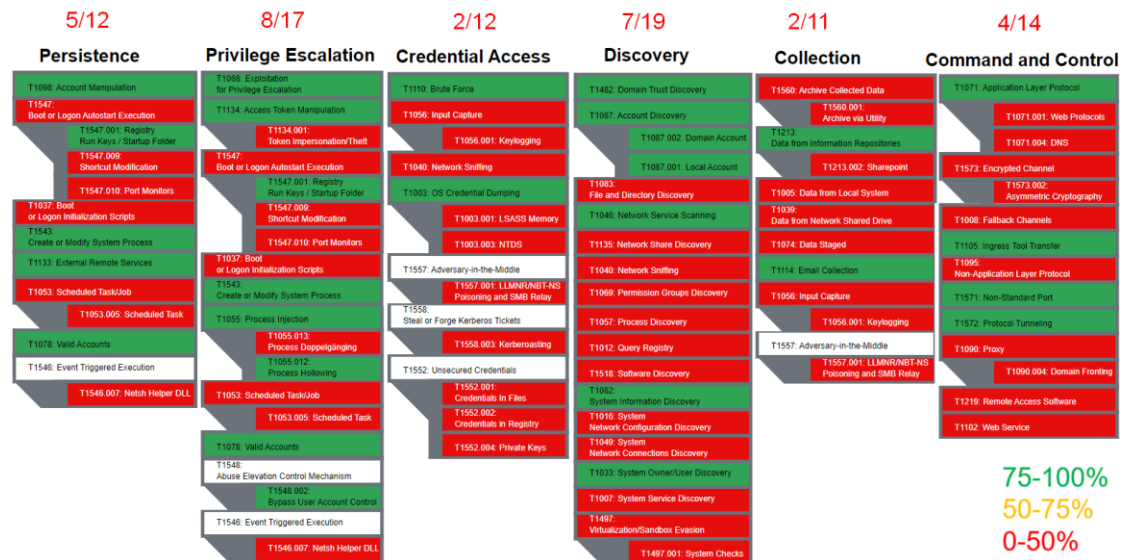 5/12
Persistence
T1098: Account Manipulation
T1547:
Boot or Logon Autostart Execution
T1547.001: Registry
Run Keys / Startup Folder
T1547.009:
Shortcut Modification
T1547.010: Port Monitors
T1037: Boot
or Logon Initialization Scripts
T1543:
Create or Modify System Process
T1133: External Remote Services
T1053: Scheduled Task/Job
T1053.005: Scheduled Task
T1078: Valid Accounts
T1546: Event Triggered Execution
T1546.007: Netsh Helper DLL
8/17
Privilege Escalation
T1068: Exploitation
for Privilege Escalation
T1134: Access Token Manipulation
T1134.001:
Token Impersonation/Theft
T1547:
Boot or Logon Autostart Execution
T1547.001: Registry
Run Keys / Startup Folder
T1547.009:
Shortcut Modification
T1547.010: Port Monitors
T1037: Boot
or Logon Initialization Scripts
T1543:
Create or Modify System Process
T1055: Process Injection
T1055.013:
Process Doppelgänging
T1055.012:
Process Hollowing
T1053: Scheduled Task/Job
T1053.005: Scheduled Task
T1078: Valid Accounts
T1548:
Abuse Elevation Control Mechanism
T1548.002:
Bypass User Account Control
T1546: Event Triggered Execution
T1546.007: Netsh Helper DLL
2/12
Credential Access
T1110: Brute Force
T1056: Input Capture
T1056.001: Keylogging
T1040: Network Sniffing
T1003: OS Credential Dumping
T1003.001: LSASS Memory
T1003.003: NTDS
T1557: Adversary-in-the-Middle
T1557.001: LLMNR/NBT-NS
Poisoning and SMB Relay
T1558:
Steal or Forge Kerberos Tickets
T1558.003: Kerberoasting
T1552: Unsecured Credentials
T1552.001:
Credentials In Files
T1552.002:
Credentials in Registry
T1552.004: Private Keys
7/19
Discovery
T1482: Domain Trust Discovery
T1087: Account Discovery
T1087.002: Domain Account
T1087.001: Local Account
T1083:
File and Directory Discovery
T1046: Network Service Scanning
T1135: Network Share Discovery
T1040: Network Sniffing
T1069: Permission Groups Discovery
T1057: Process Discovery
T1012: Query Registry
T1518: Software Discovery
T1082:
System Information Discovery
T1016: System
Network Configuration Discovery
T1049: System
Network Connections Discovery
T1033: System Owner/User Discovery
T1007: System Service Discovery
T1497:
Virtualization/Sandbox Evasion
T1497.001: System Checks
2/11
Collection
T1560: Archive Collected Data
T1560.001:
Archive via Utility
T1213:
Data from Information Repositories
T1213.002: Sharepoint
T1005: Data from Local System
T1039:
Data from Network Shared Drive
T1074: Data Staged
T1114: Email Collection
T1056: Input Capture
T1056.001: Keylogging
T1557: Adversary-in-the-Middle
T1557.001: LLMNR/NBT-NS
Poisoning and SMB Relay
4/14
Command and Control
T1071: Application Layer Protocol
T1071.001: Web Protocols
T1071.004: DNS
T1573: Encrypted Channel
T1573.002:
Asymmetric Cryptography
T1008: Fallback Channels
T1105: Ingress Tool Transfer
T1095:
Non-Application Layer Protocol
T1571: Non-Standard Port
T1572: Protocol Tunneling
T1090: Proxy
T1090.004: Domain Fronting
T1219: Remote Access Software
T1102: Web Service
75-100%
50-75%
0-50%